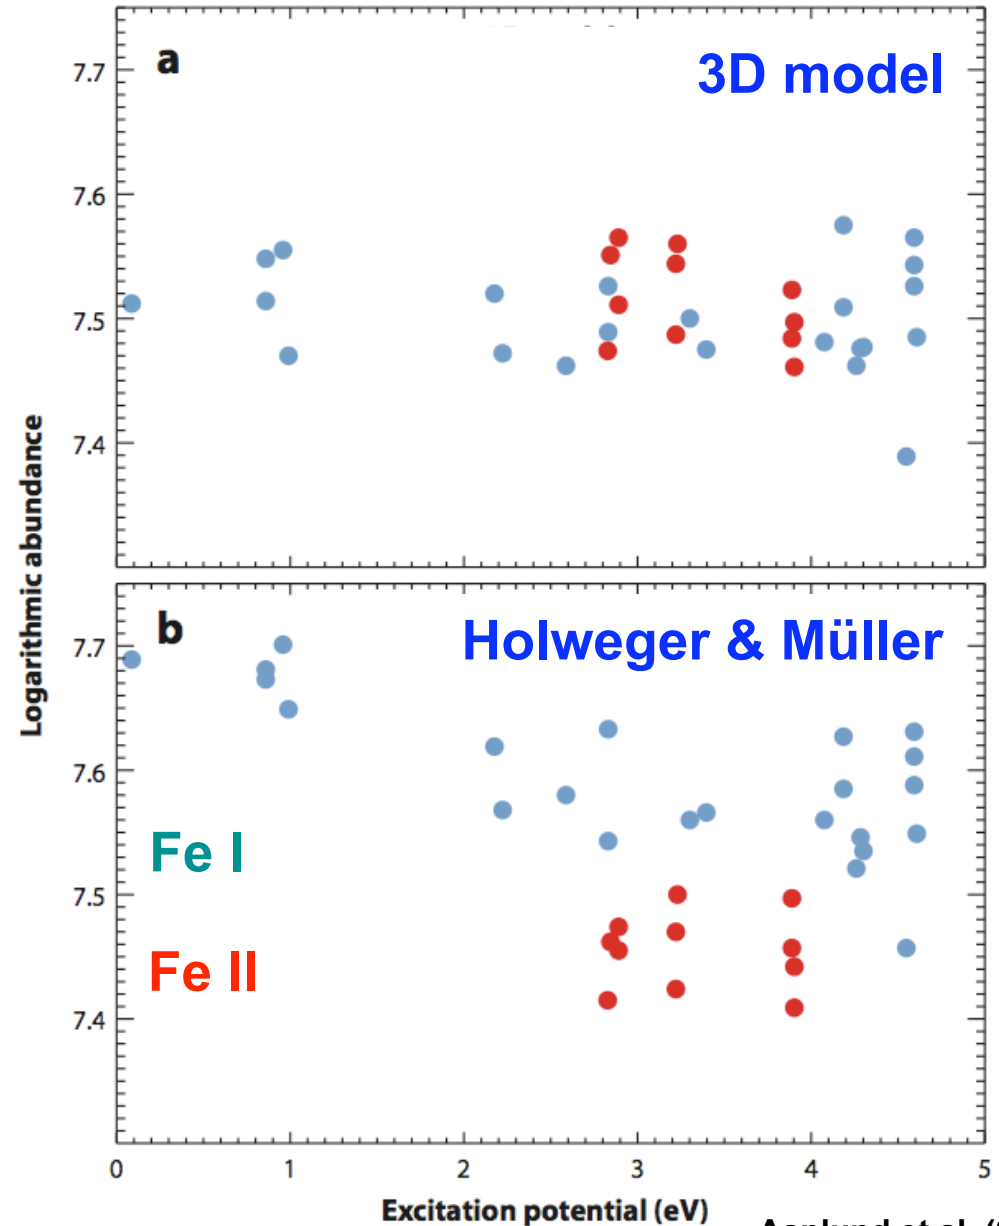 a
3D model
7.7
7.6
7.5
7.4
Logarithmic abundance
b
Holweger & Müller
7.7
7.6
Fe I
7.5
Fe II
7.4
0 1 2 3 4 5
Excitation potential (eV)